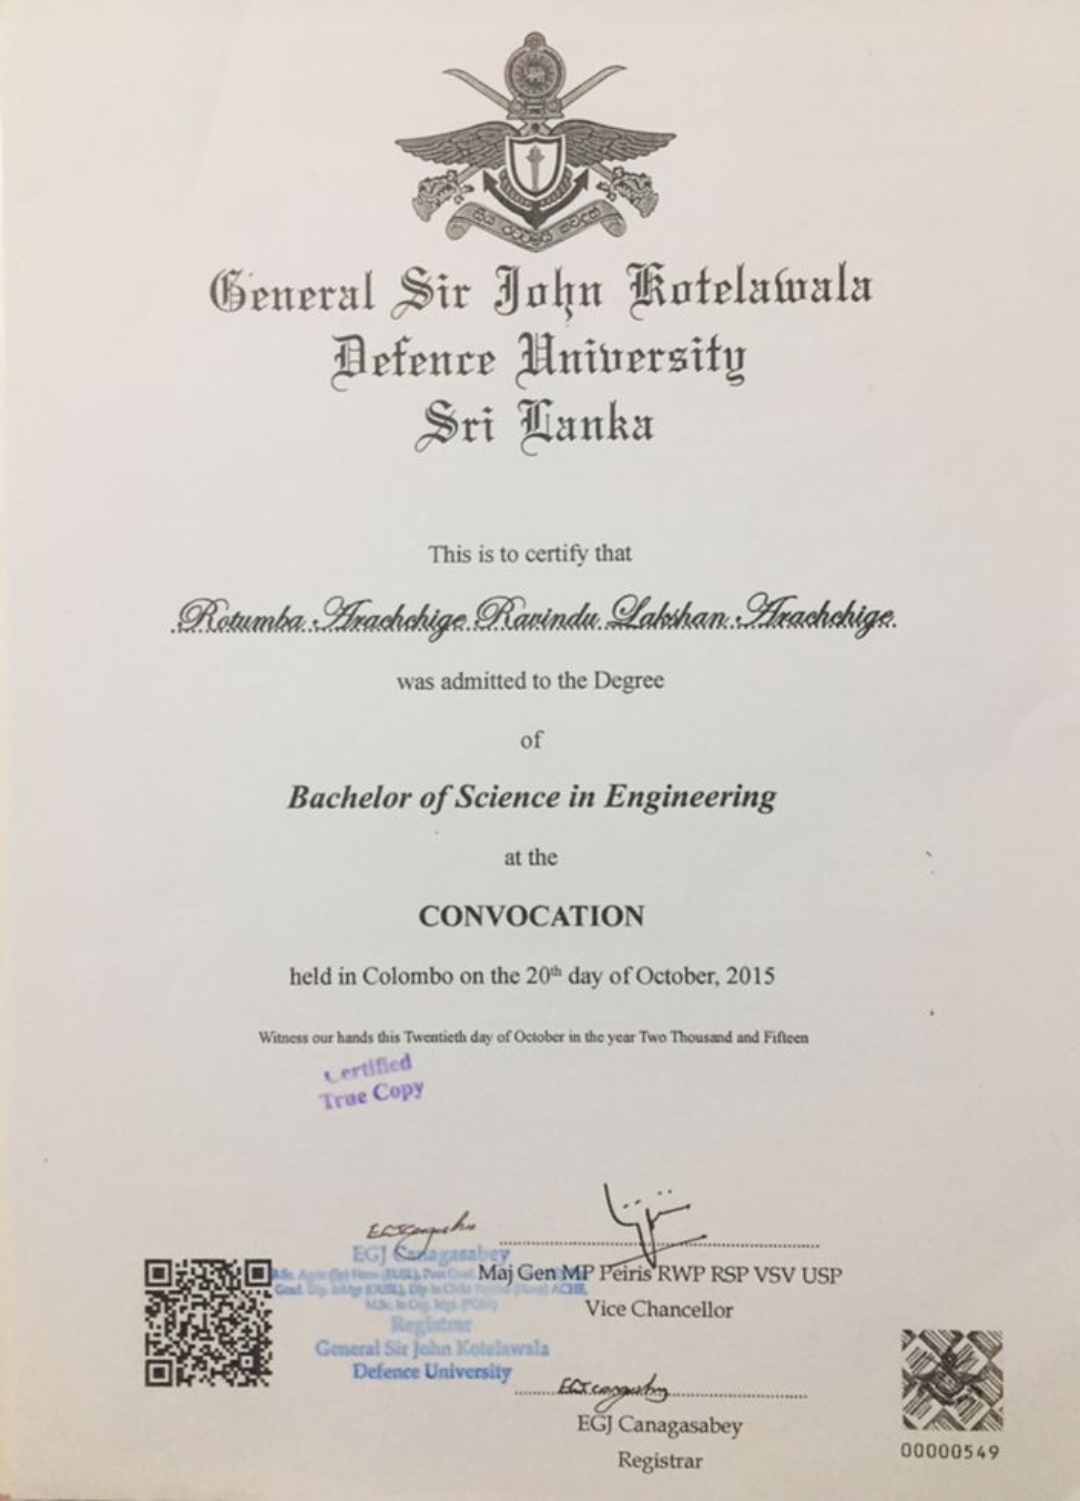 General Sir John Kotelawala
Defence University
Sri Lanka
This is to certify that
Rotumba Arachchige Ravindu Lakshan Arachchige
was admitted to the Degree
of
Bachelor of Science in Engineering
at the
CONVOCATION
held in Colombo on the 20th day of October, 2015
Witness our hands this Twentieth day of October in the year Two Thousand and Fifteen
Certified
True Copy
EGJ Canagasabey
Registrar
General Sir John Kotelawala
Defence University
Maj Gen MP Peiris RWP RSP VSV USP
Vice Chancellor
EGJ Canagasabey
Registrar
00000549